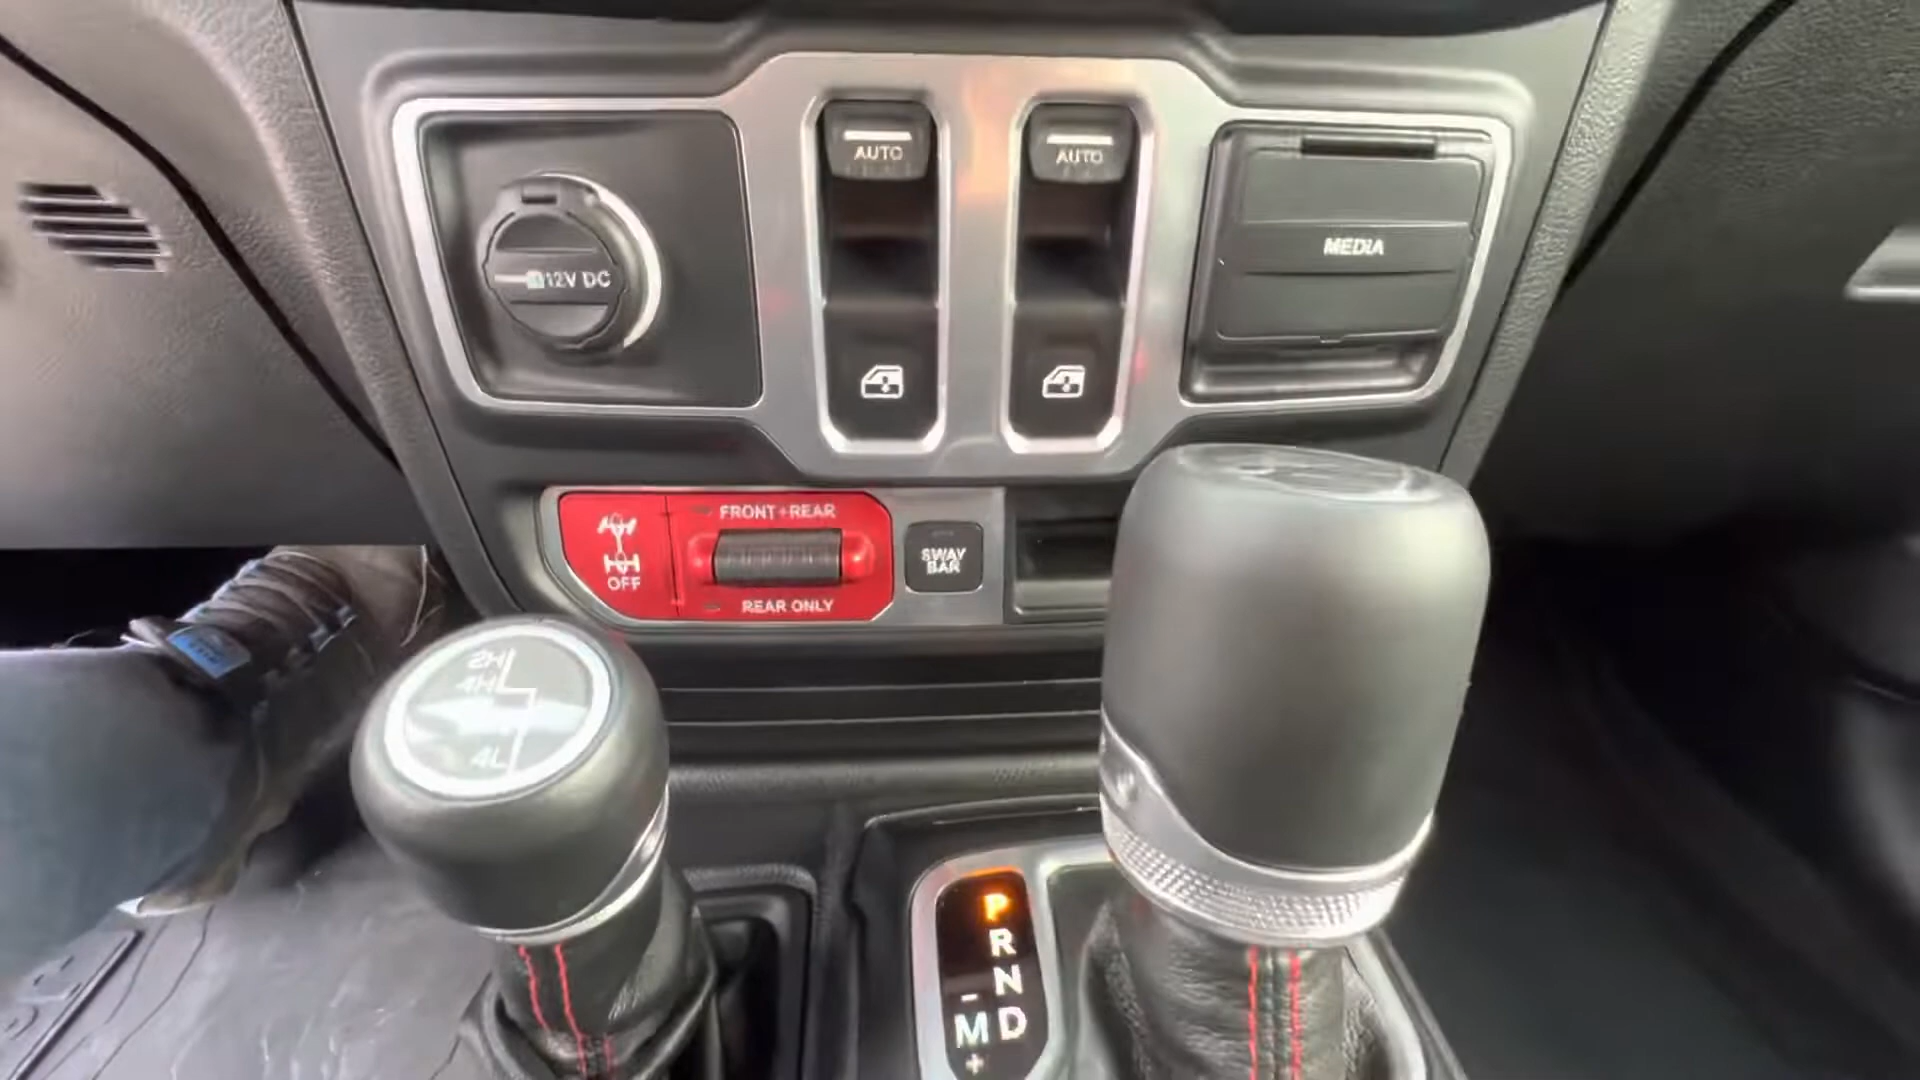 AUTO
AUTO
12V DC
MEDIA
FRONT+REAR
OFF
REAR ONLY
SWAY
BAR
2H
4H
4L
P
R
N
-
M D
+